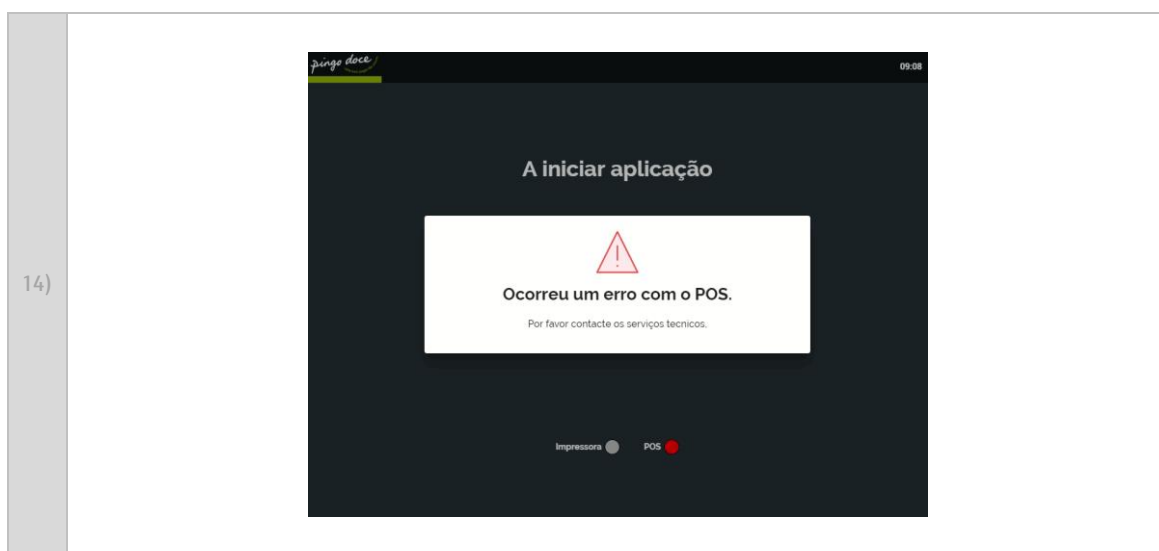 pingo doce
09:08
A iniciar aplicação
14)
Ocorreu um erro com o POS.
Por favor contacte os serviços tecnicos.
Impressora POS